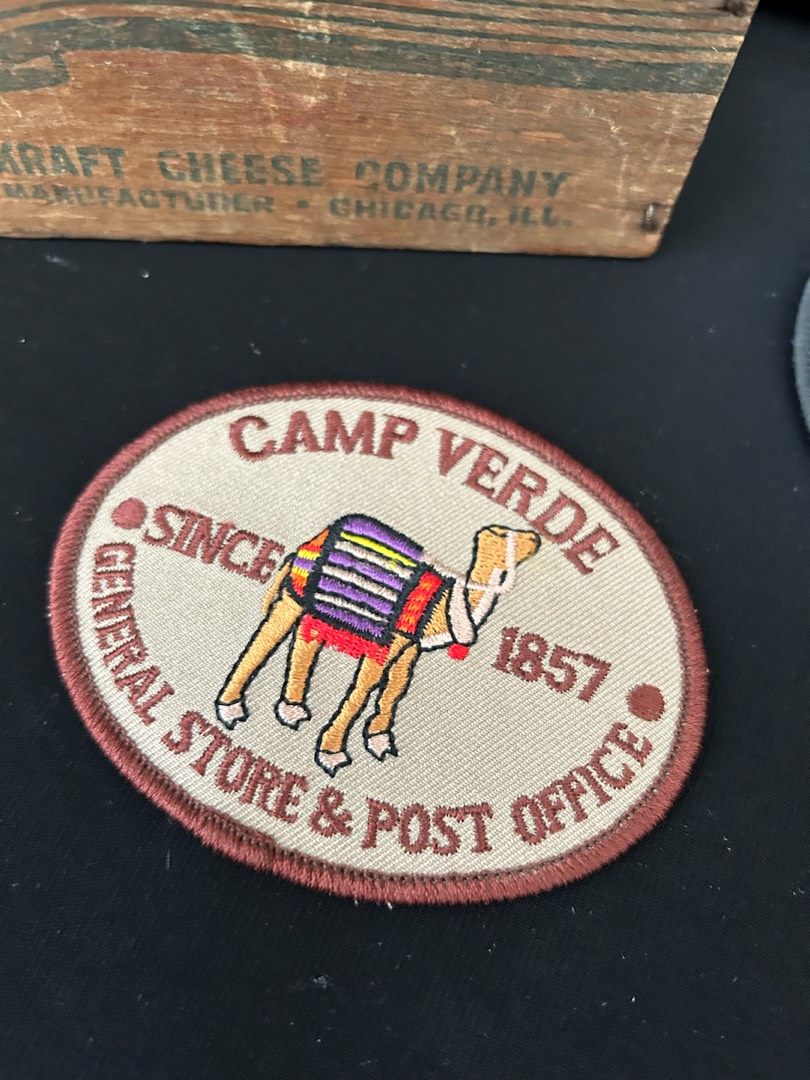 KRAFT CHEESE COMPANY
MANUFACTURER • CHICAGO, ILL.
CAMP VERDE
SINCE 1857
GENERAL STORE & POST OFFICE